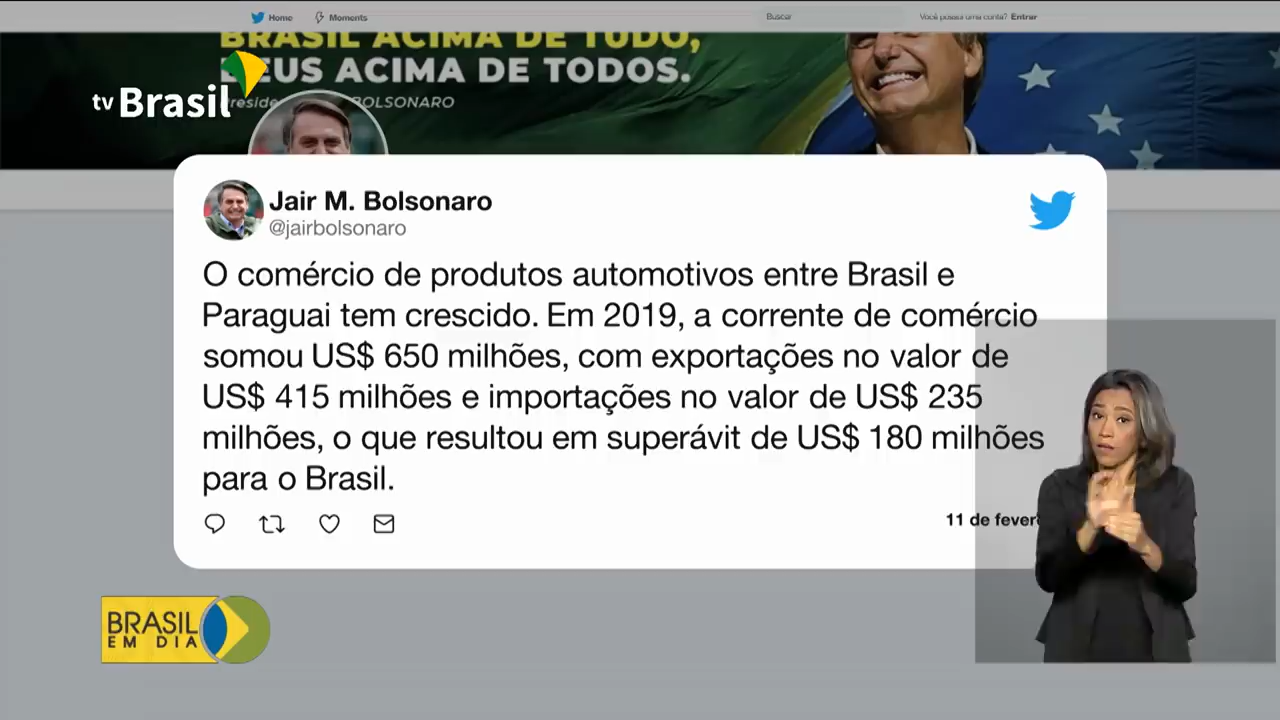 Home Moments Buscar Você possui uma conta? Entrar
BRASIL ACIMA DE TUDO,
DEUS ACIMA DE TODOS.
BOLSONARO
tv Brasil
Jair M. Bolsonaro
@jairbolsonaro
O comércio de produtos automotivos entre Brasil e
Paraguai tem crescido. Em 2019, a corrente de comércio
somou US$ 650 milhões, com exportações no valor de
US$ 415 milhões e importações no valor de US$ 235
milhões, o que resultou em superávit de US$ 180 milhões
para o Brasil.
11 de
BRASIL
EM DIA